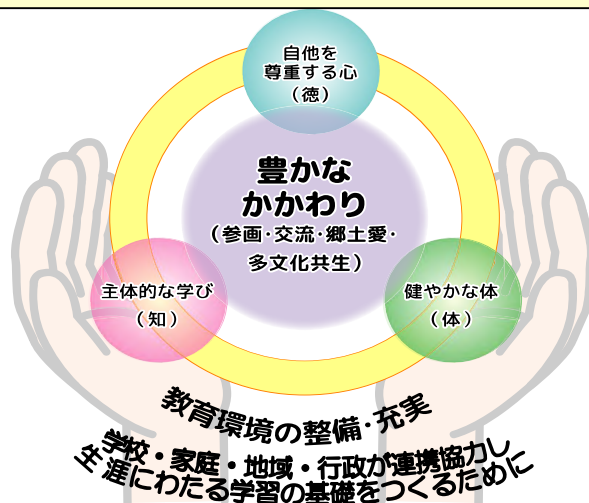 自他を
尊重する心
（徳）
豊かな
かかわり
（参画･交流･郷土愛･
多文化共生）
主体的な学び
（知）
健やかな体
（体）
教育環境の整備･充実
学校・家庭・地域・行政が連携協力し
生涯にわたる学習の基礎をつくるために